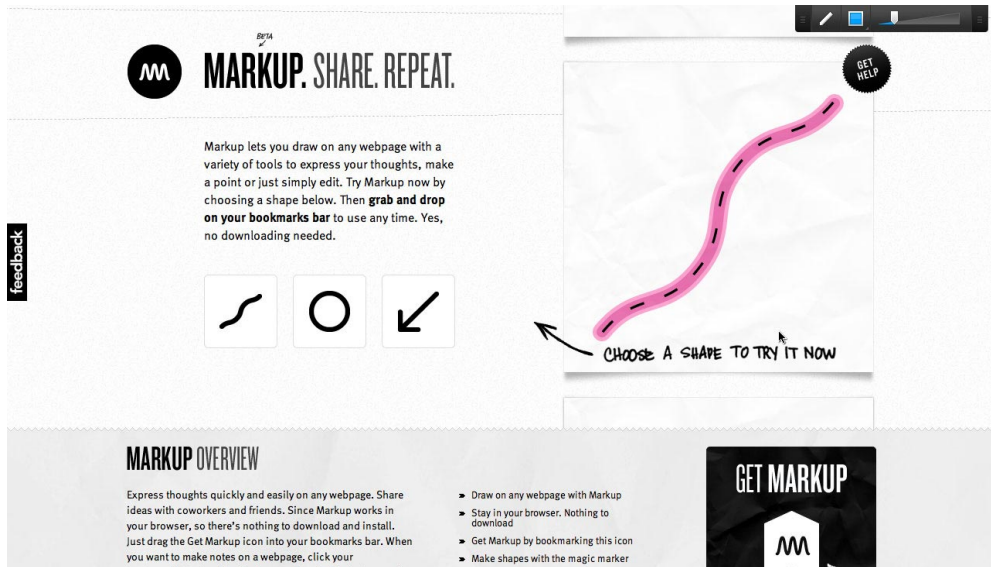 BETA
MARKUP. SHARE. REPEAT.
GET
HELP
Markup lets you draw on any webpage with a
variety of tools to express your thoughts, make
a point or just simply edit. Try Markup now by
choosing a shape below. Then grab and drop
on your bookmarks bar to use any time. Yes,
no downloading needed.
feedback
CHOOSE A SHAPE TO TRY IT NOW
MARKUP OVERVIEW
Express thoughts quickly and easily on any webpage. Share
ideas with coworkers and friends. Since Markup works in
your browser, so there's nothing to download and install.
Just drag the Get Markup icon into your bookmarks bar. When
you want to make notes on a webpage, click your
» Draw on any webpage with Markup
» Stay in your browser. Nothing to
download
» Get Markup by bookmarking this icon
» Make shapes with the magic marker
GET MARKUP